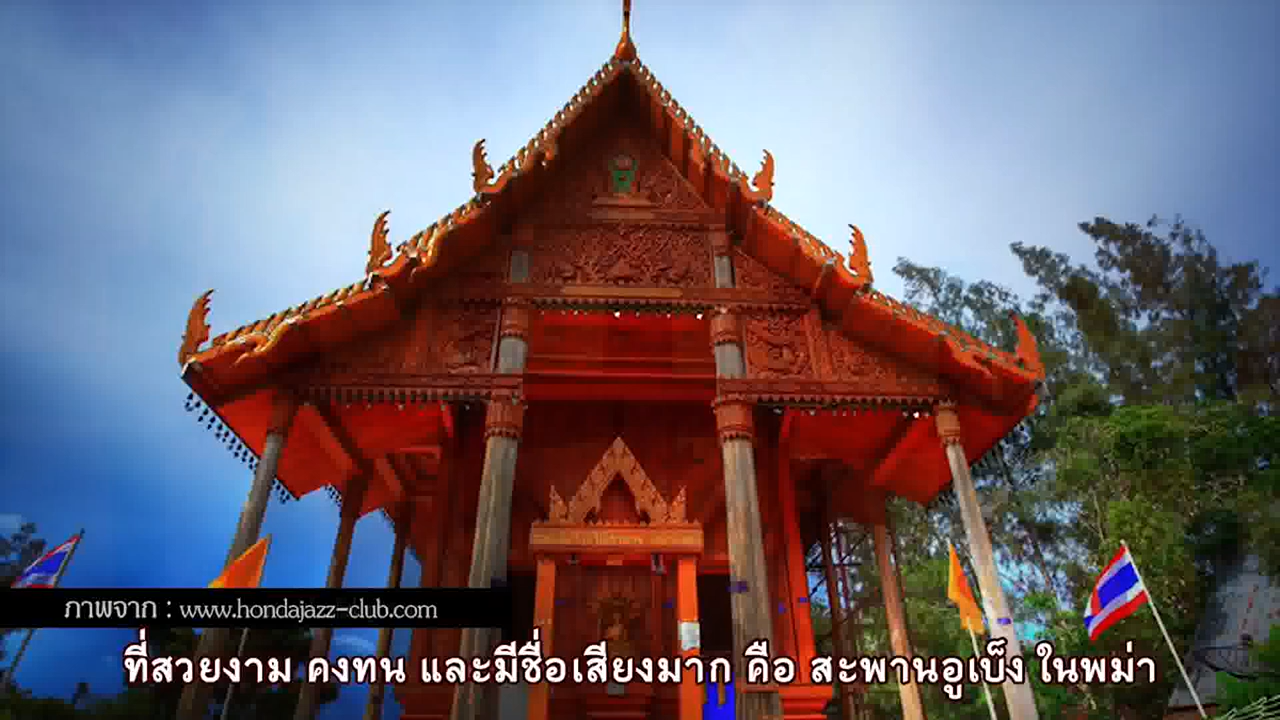 ภาพจาก : www.hondajazz-club.com
ที่สวยงาม คงทน และมีชื่อเสียงมาก คือ สะพานอูเบ็ง ในพม่า